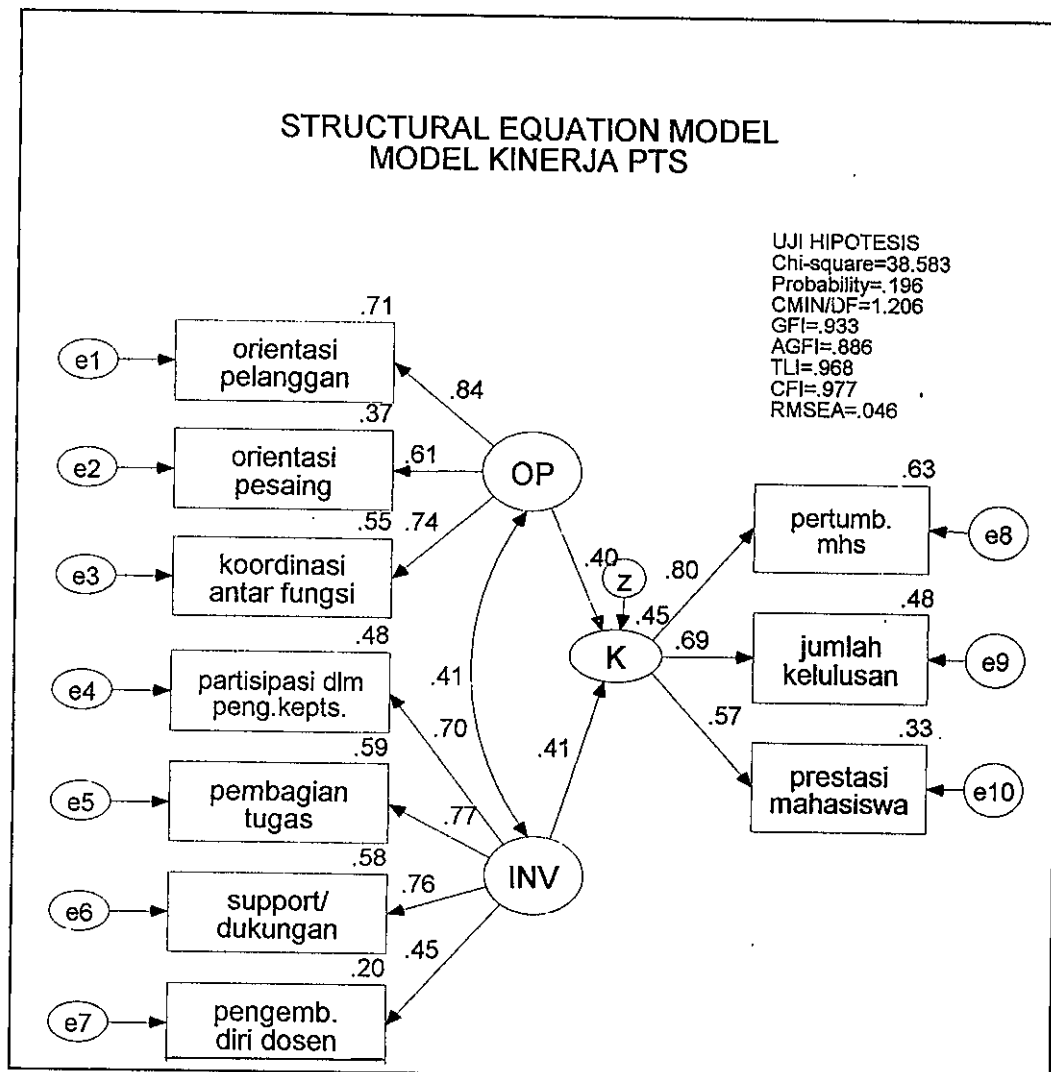 STRUCTURAL EQUATION MODEL
MODEL KINERJA PTS
UJI HIPOTESIS
Chi-square=38.583
Probability=.196
CMIN/DF=1.206
GFI=.933
AGFI=.886
TLI=.968
CFI=.977
RMSEA=.046
.71
e1
orientasi
pelanggan
.84
.37
e2
orientasi
pesaing
.61
OP
.55
.74
e3
koordinasi
antar fungsi
.48
e4
partisipasi dlm
peng.kepts.
.70
.59
e5
pembagian
tugas
.77
.58
e6
support/
dukungan
.76
INV
.20
.45
e7
pengemb.
diri dosen
.41
.40
z
.45
K
.41
.80
.63
pertumb.
mhs
e8
.69
.48
jumlah
kelulusan
e9
.57
.33
prestasi
mahasiswa
e10